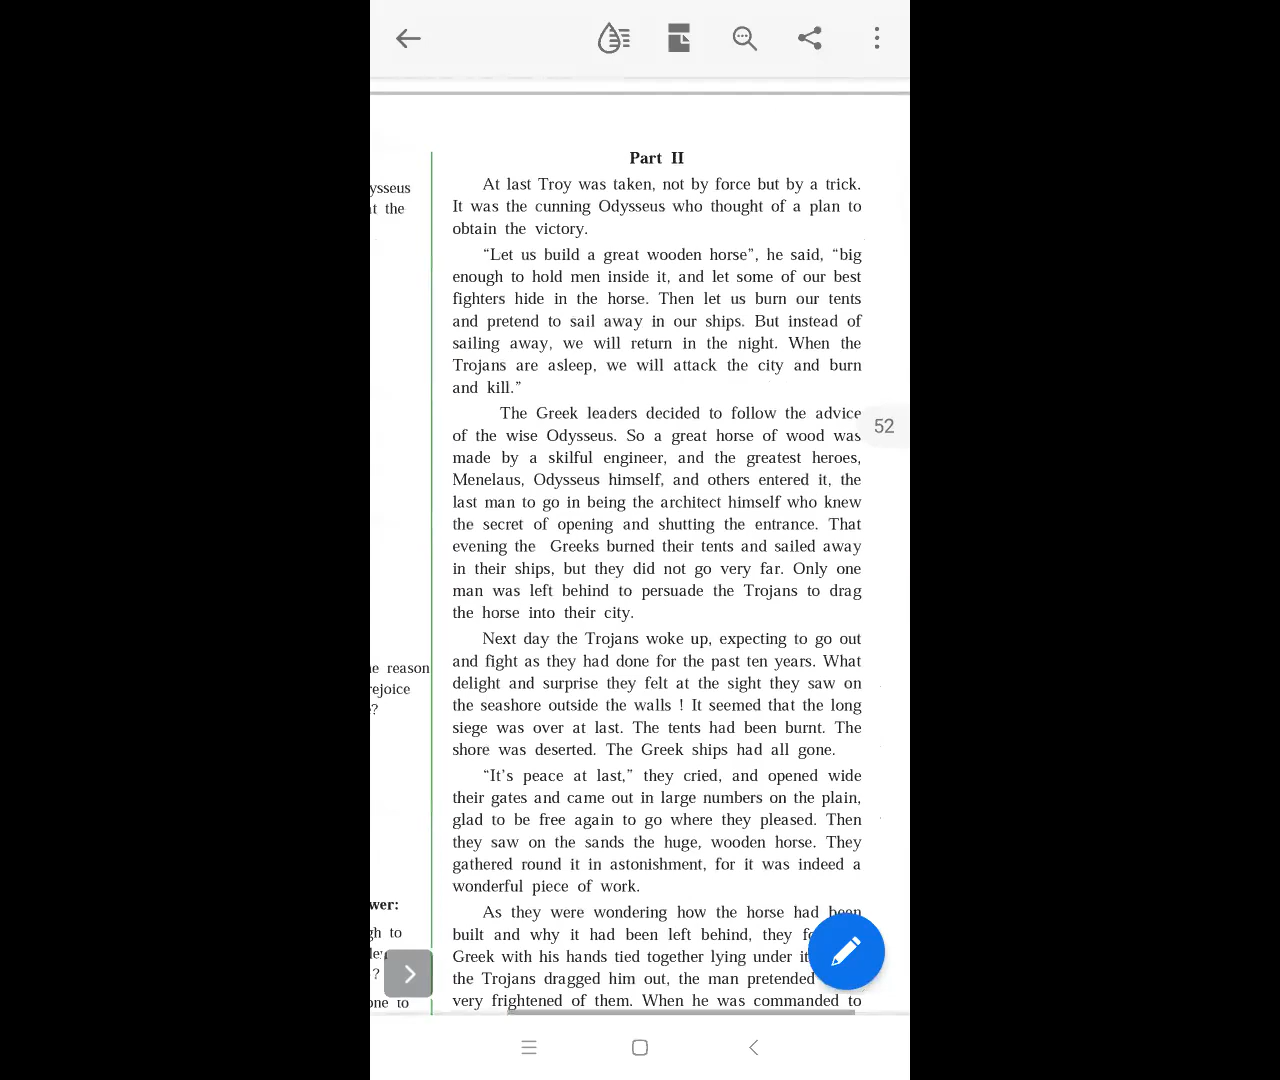 Part II
ysseus
At last Troy was taken, not by force but by a trick.
It was the cunning Odysseus who thought of a plan to
the
obtain the victory.
"Let us build a great wooden horse", he said, "big
enough to hold men inside it, and let some of our best
fighters hide in the horse. Then let us burn our tents
and pretend to sail away in our ships. But instead of
sailing away, we will return in the night. When the
Trojans are asleep, we will attack the city and burn
and kill."
The Greek leaders decided to follow the advice
52
of the wise Odysseus. So a great horse of wood was
made by a skilful engineer, and the greatest heroes,
Menelaus, Odysseus himself, and others entered it, the
last man to go in being the architect himself who knew
the secret of opening and shutting the entrance. That
evening the Greeks burned their tents and sailed away
in their ships, but they did not go very far. Only one
man was left behind to persuade the Trojans to drag
the horse into their city.
Next day the Trojans woke up, expecting to go out
and fight as they had done for the past ten years. What
reason
delight and surprise they felt at the sight they saw on
rejoice
the seashore outside the walls ! It seemed that the long
?
siege was over at last. The tents had been burnt. The
shore was deserted. The Greek ships had all gone.
"It's peace at last," they cried, and opened wide
their gates and came out in large numbers on the plain,
glad to be free again to go where they pleased. Then
they saw on the sands the huge, wooden horse. They
gathered round it in astonishment, for it was indeed a
wonderful piece of work.
wer:
As they were wondering how the horse had been
to
built and why it had been left behind, they
Greek with his hands tied together lying under
?
the Trojans dragged him out, the man pretended
very frightened of them. When he was commanded to
to